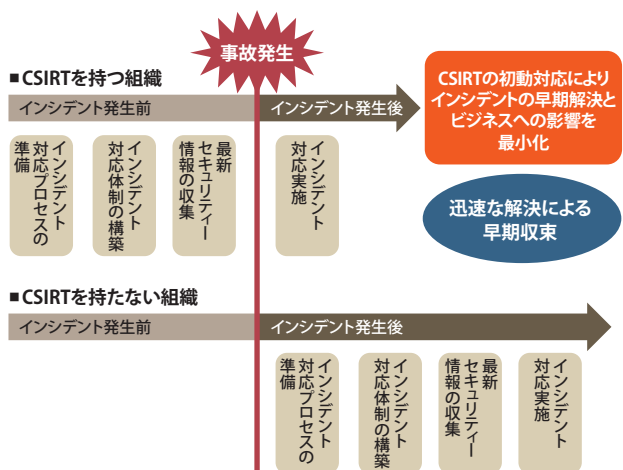 事故発生
■CSIRTを持つ組織
インシデント発生前
インシデント発生後
CSIRTの初動対応により
インシデントの早期解決と
ビジネスへの影響を
最小化
インシデント
対応プロセスの
準備
インシデント
対応体制の構築
最新
セキュリティー
情報の収集
インシデント
対応実施
迅速な解決による
早期収束
■CSIRTを持たない組織
インシデント発生前
インシデント発生後
インシデント
対応プロセスの
準備
インシデント
対応体制の構築
最新
セキュリティー
情報の収集
インシデント
対応実施